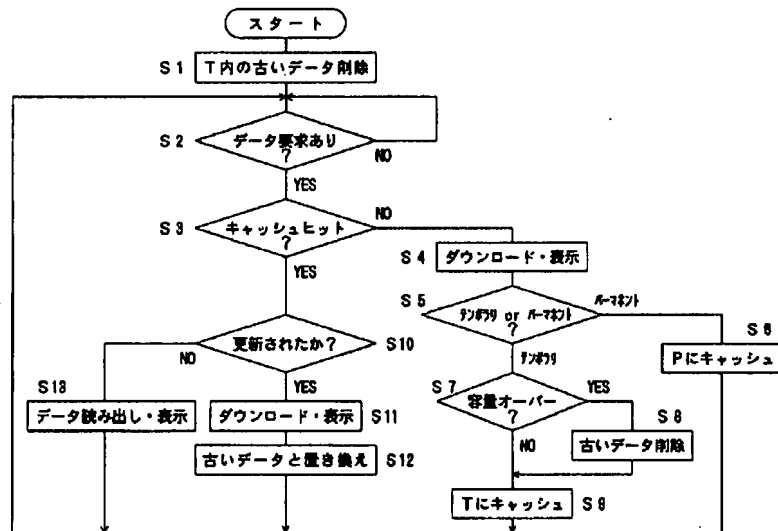 スタート
S1
T内の古いデータ削除
S2
データ要求あり
?
NO
YES
S3
キャッシュヒット
?
NO
YES
S4
ダウンロード・表示
S5
テンポラリ or パーマネント
?
パーマネント
テンポラリ
S6
Pにキャッシュ
S7
容量オーバー
?
YES
NO
S8
古いデータ削除
Tにキャッシュ
S9
更新されたか?
S10
NO
YES
S13
データ読み出し・表示
ダウンロード・表示
S11
古いデータと置き換え
S12